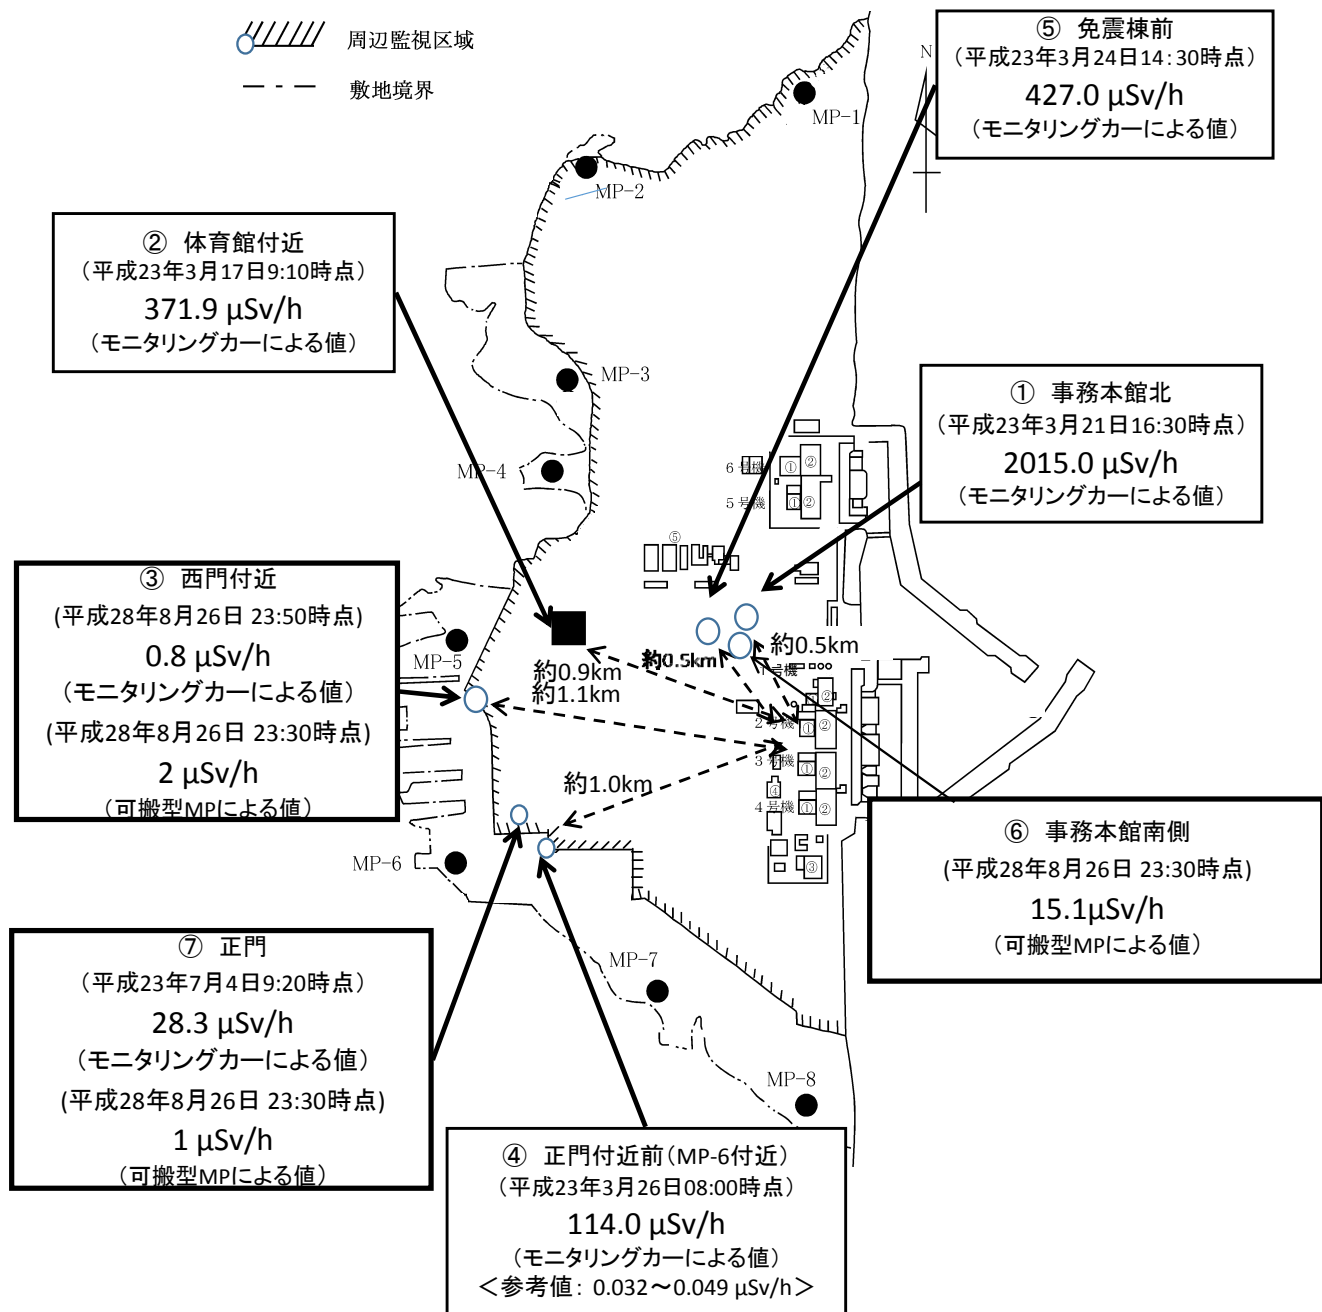 周辺監視区域
敷地境界
⑤ 免震棟前
(平成23年3月24日14:30時点)
427.0 μSv/h
(モニタリングカーによる値)
N
MP-1
MP-2
② 体育館付近
(平成23年3月17日9:10時点)
371.9 μSv/h
(モニタリングカーによる値)
MP-3
① 事務本館北
(平成23年3月21日16:30時点)
2015.0 μSv/h
(モニタリングカーによる値)
MP-4
6号機
① ②
5号機
① ②
⑤
③ 西門付近
(平成28年8月26日 23:50時点)
0.8 μSv/h
(モニタリングカーによる値)
(平成28年8月26日 23:30時点)
2 μSv/h
(可搬型MPによる値)
MP-5
約0.9km
約1.1km
約0.5km
約0.5km
1号機
②
2号機
① ②
3号機
① ②
④
4号機
① ②
③
約1.0km
MP-6
⑥ 事務本館南側
(平成28年8月26日 23:30時点)
15.1μSv/h
(可搬型MPによる値)
⑦ 正門
(平成23年7月4日9:20時点)
28.3 μSv/h
(モニタリングカーによる値)
(平成28年8月26日 23:30時点)
1 μSv/h
(可搬型MPによる値)
MP-7
MP-8
④ 正門付近前(MP-6付近)
(平成23年3月26日08:00時点)
114.0 μSv/h
(モニタリングカーによる値)
<参考値: 0.032～0.049 μSv/h>